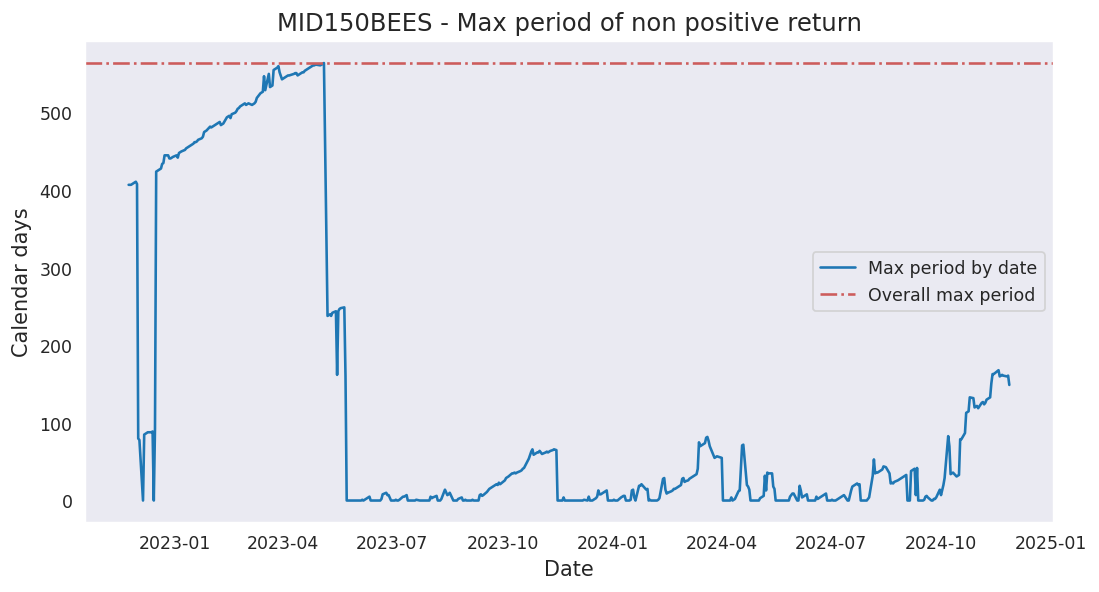 MID150BEES - Max period of non positive return
Calendar days
500
400
300
200
100
0
Max period by date
Overall max period
2023-01 2023-04 2023-07 2023-10 2024-01 2024-04 2024-07 2024-10 2025-01
Date